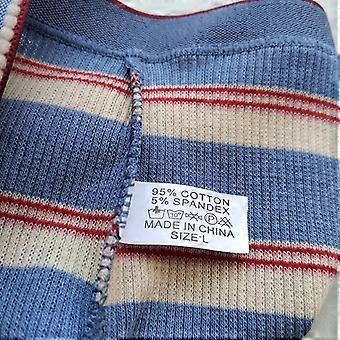 95% COTTON
5% SPANDEX
MADE IN CHINA
SIZE:L